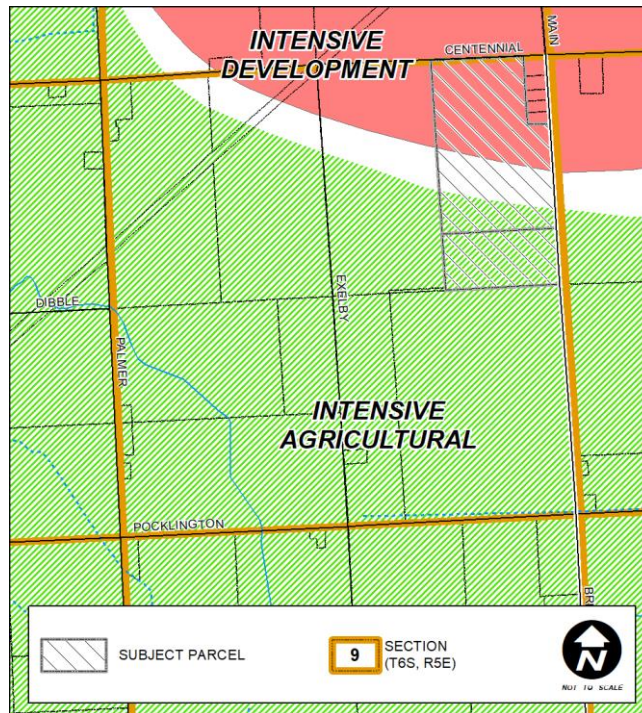 MAIN
CENTENNIAL
INTENSIVE
DEVELOPMENT
DIBBLE
EXELBY
PALMER
INTENSIVE
AGRICULTURAL
POCKLINGTON
SUBJECT PARCEL
9
SECTION
(T6S, R5E)
N
NOT TO SCALE